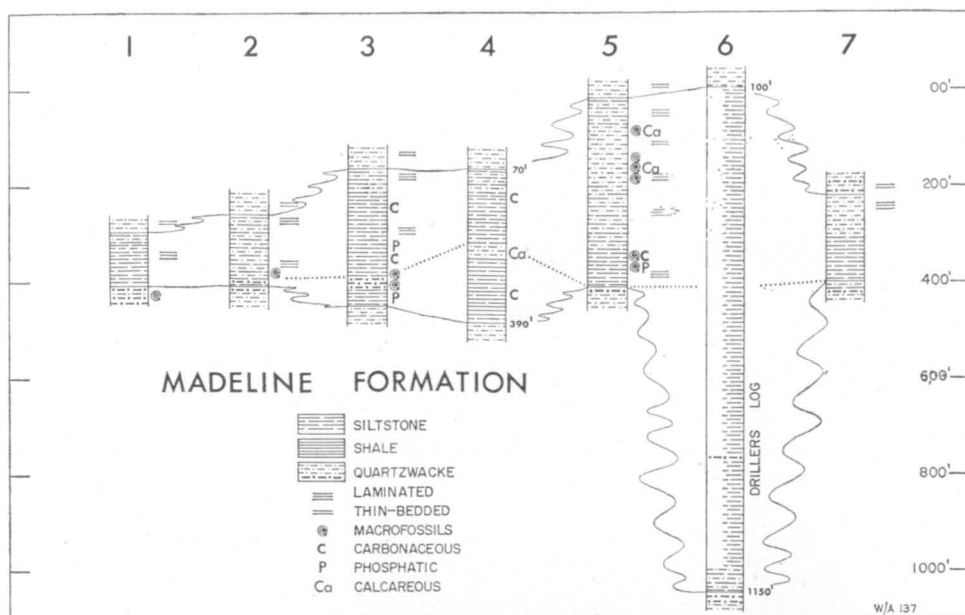 1 2 3 4 5 6 7
100' 00'
Ca
Ca
70' 200'
C C
C
P
C Ca
C
P P 400'
C
390'
MADELINE FORMATION
600'
SILTSTONE
SHALE
QUARTZWACKE
LAMINATED
THIN-BEDDED
MACROFOSSILS
C CARBONACEOUS
P PHOSPHATIC
Ca CALCAREOUS
DRILLERS LOG
800'
1000'
1150'
W/A 137